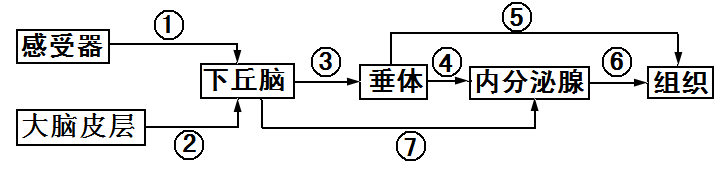 感受器
①
⑤
下丘脑
③
垂体
④
内分泌腺
⑥
组织
大脑皮层
②
⑦